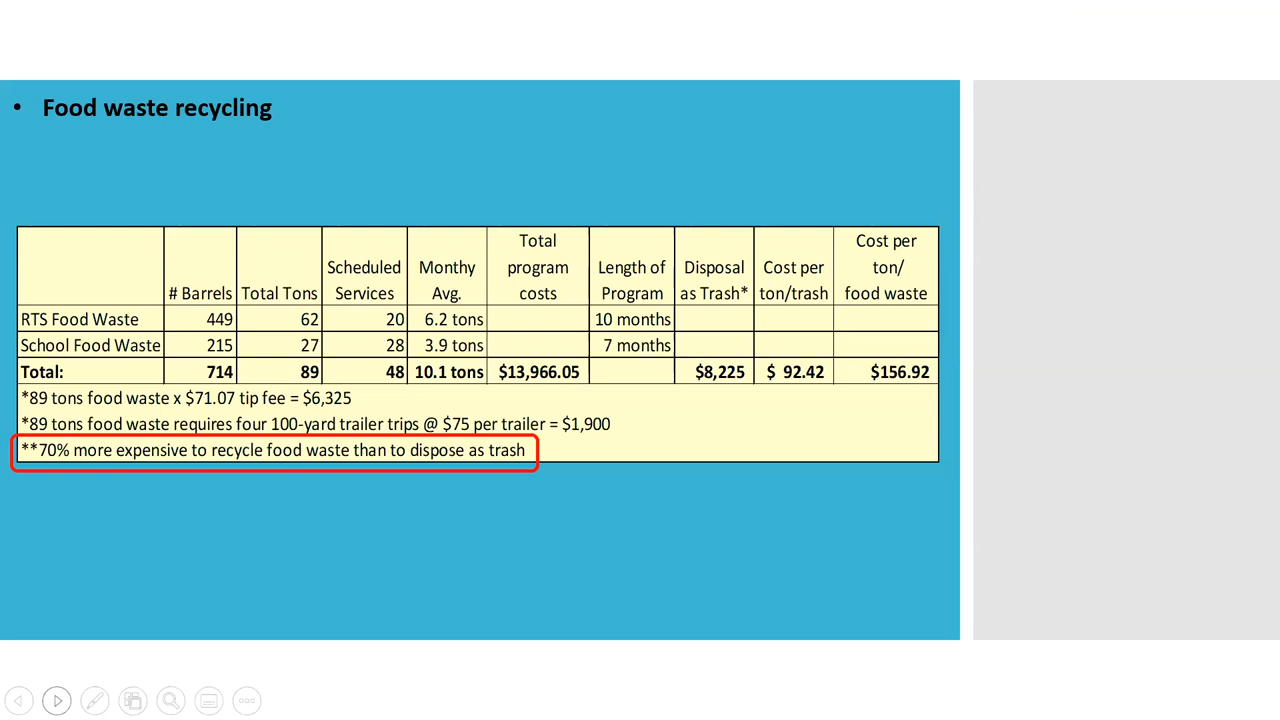 • Food waste recycling
# Barrels Total Tons Scheduled Services Monthy Avg. Total program costs Length of Program Disposal as Trash* Cost per ton/trash Cost per ton/ food waste
RTS Food Waste 449 62 20 6.2 tons 10 months
School Food Waste 215 27 28 3.9 tons 7 months
Total: 714 89 48 10.1 tons $13,966.05 $8,225 $ 92.42 $156.92
*89 tons food waste x $71.07 tip fee = $6,325
*89 tons food waste requires four 100-yard trailer trips @ $75 per trailer = $1,900
**70% more expensive to recycle food waste than to dispose as trash